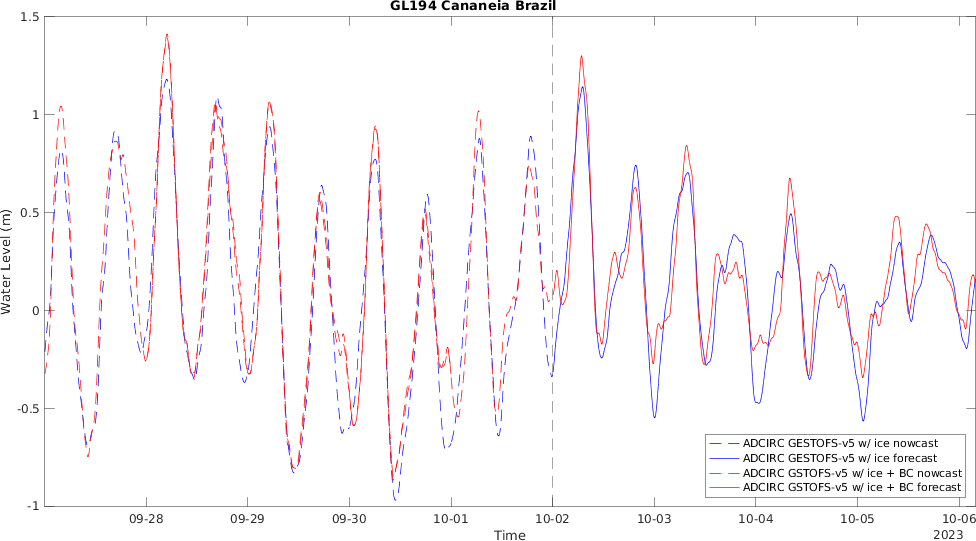 GL194 Cananeia Brazil
1.5
1
0.5
0
-0.5
-1
Water Level (m)
ADCIRC GESTOFS-v5 w/ ice nowcast
ADCIRC GESTOFS-v5 w/ ice forecast
ADCIRC GSTOFS-v5 w/ ice + BC nowcast
ADCIRC GSTOFS-v5 w/ ice + BC forecast
09-28 09-29 09-30 10-01 10-02 10-03 10-04 10-05 10-06
Time
2023